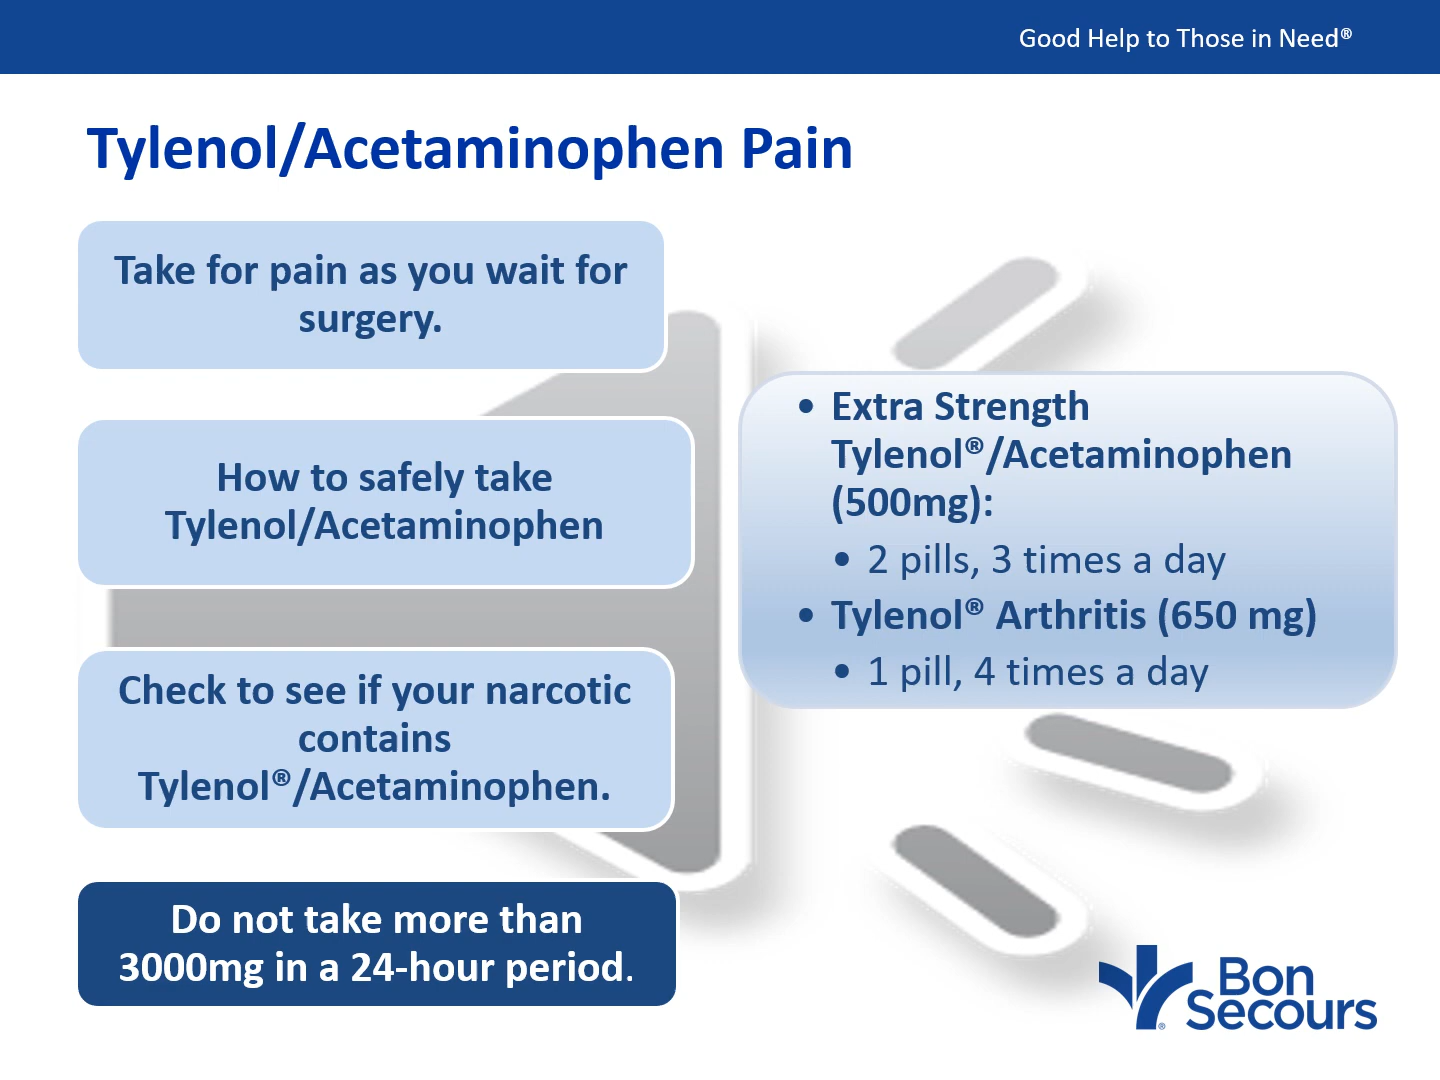 Good Help to Those in Need®
Tylenol/Acetaminophen Pain
Take for pain as you wait for
surgery.
How to safely take
Tylenol/Acetaminophen
Check to see if your narcotic
contains
Tylenol®/Acetaminophen.
Do not take more than
3000mg in a 24-hour period.
• Extra Strength
Tylenol®/Acetaminophen
(500mg):
• 2 pills, 3 times a day
• Tylenol® Arthritis (650 mg)
• 1 pill, 4 times a day
Bon
Secours
®